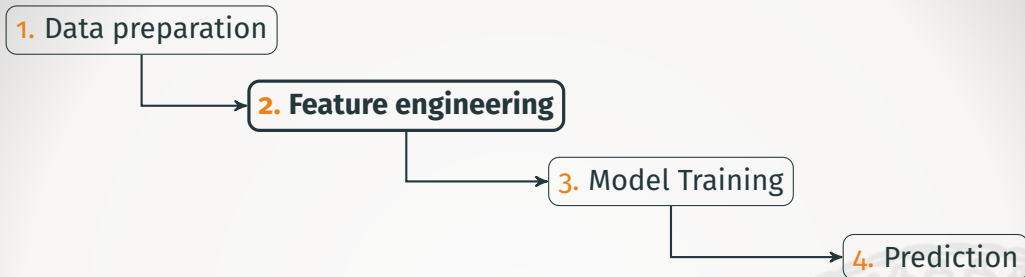 1. Data preparation
2. Feature engineering
3. Model Training
4. Prediction